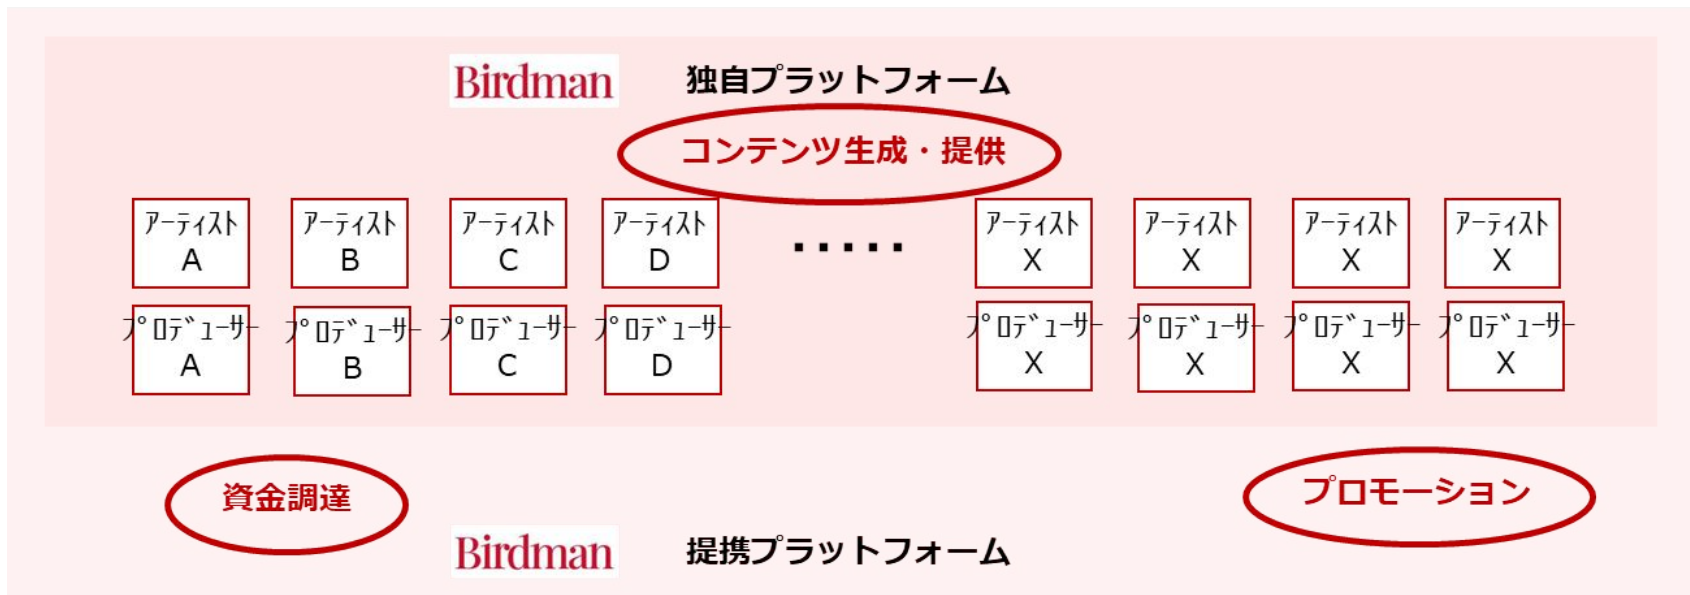 Birdman 独自プラットフォーム
コンテンツ生成・提供
ｱｰﾃｨｽﾄ ｱｰﾃｨｽﾄ ｱｰﾃｨｽﾄ ｱｰﾃｨｽﾄ ・・・・・ ｱｰﾃｨｽﾄ ｱｰﾃｨｽﾄ ｱｰﾃｨｽﾄ ｱｰﾃｨｽﾄ
A B C D X X X X
ﾌﾟﾛﾃﾞｭｰｻｰ ﾌﾟﾛﾃﾞｭｰｻｰ ﾌﾟﾛﾃﾞｭｰｻｰ ﾌﾟﾛﾃﾞｭｰｻｰ ﾌﾟﾛﾃﾞｭｰｻｰ ﾌﾟﾛﾃﾞｭｰｻｰ ﾌﾟﾛﾃﾞｭｰｻｰ ﾌﾟﾛﾃﾞｭｰｻｰ
A B C D X X X X
資金調達 プロモーション
Birdman 提携プラットフォーム